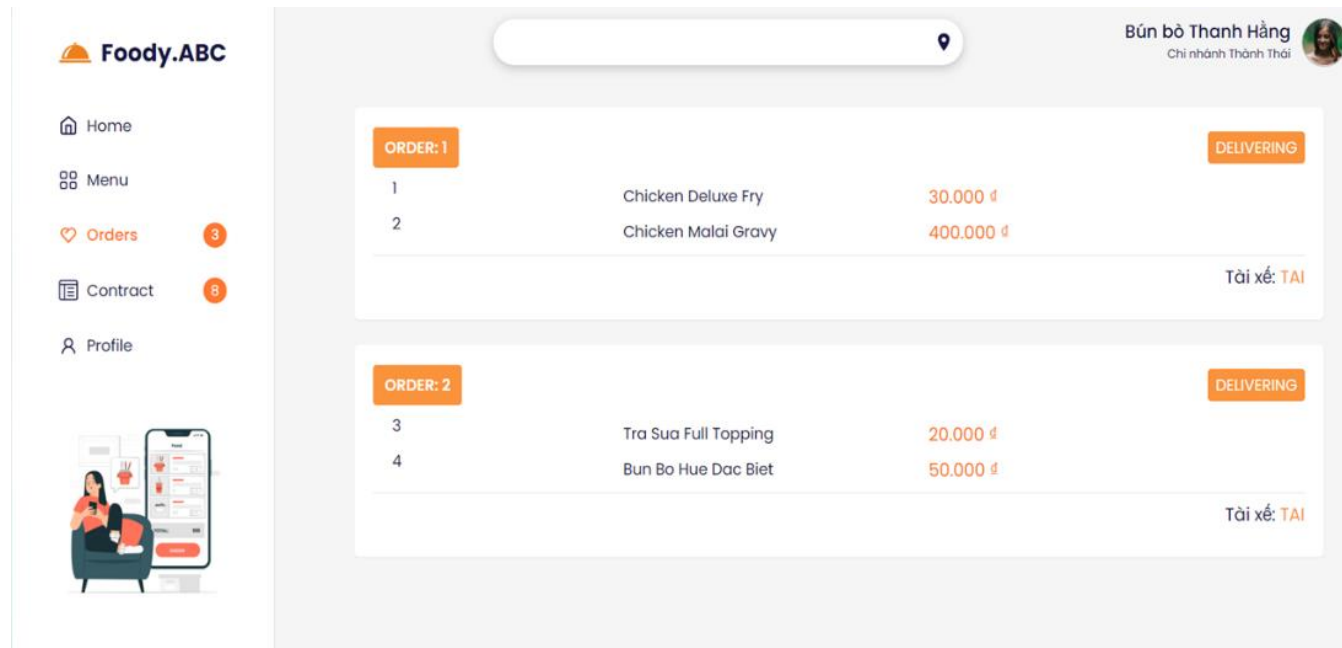 Foody.ABC
Bún bò Thanh Hằng
Chi nhánh Thành Thái
Home
Menu
Orders 3
Contract 8
Profile
ORDER: 1 DELIVERING
1 Chicken Deluxe Fry 30.000 ₫
2 Chicken Malai Gravy 400.000 ₫
Tài xế: TAI
ORDER: 2 DELIVERING
3 Tra Sua Full Topping 20.000 ₫
4 Bun Bo Hue Dac Biet 50.000 ₫
Tài xế: TAI